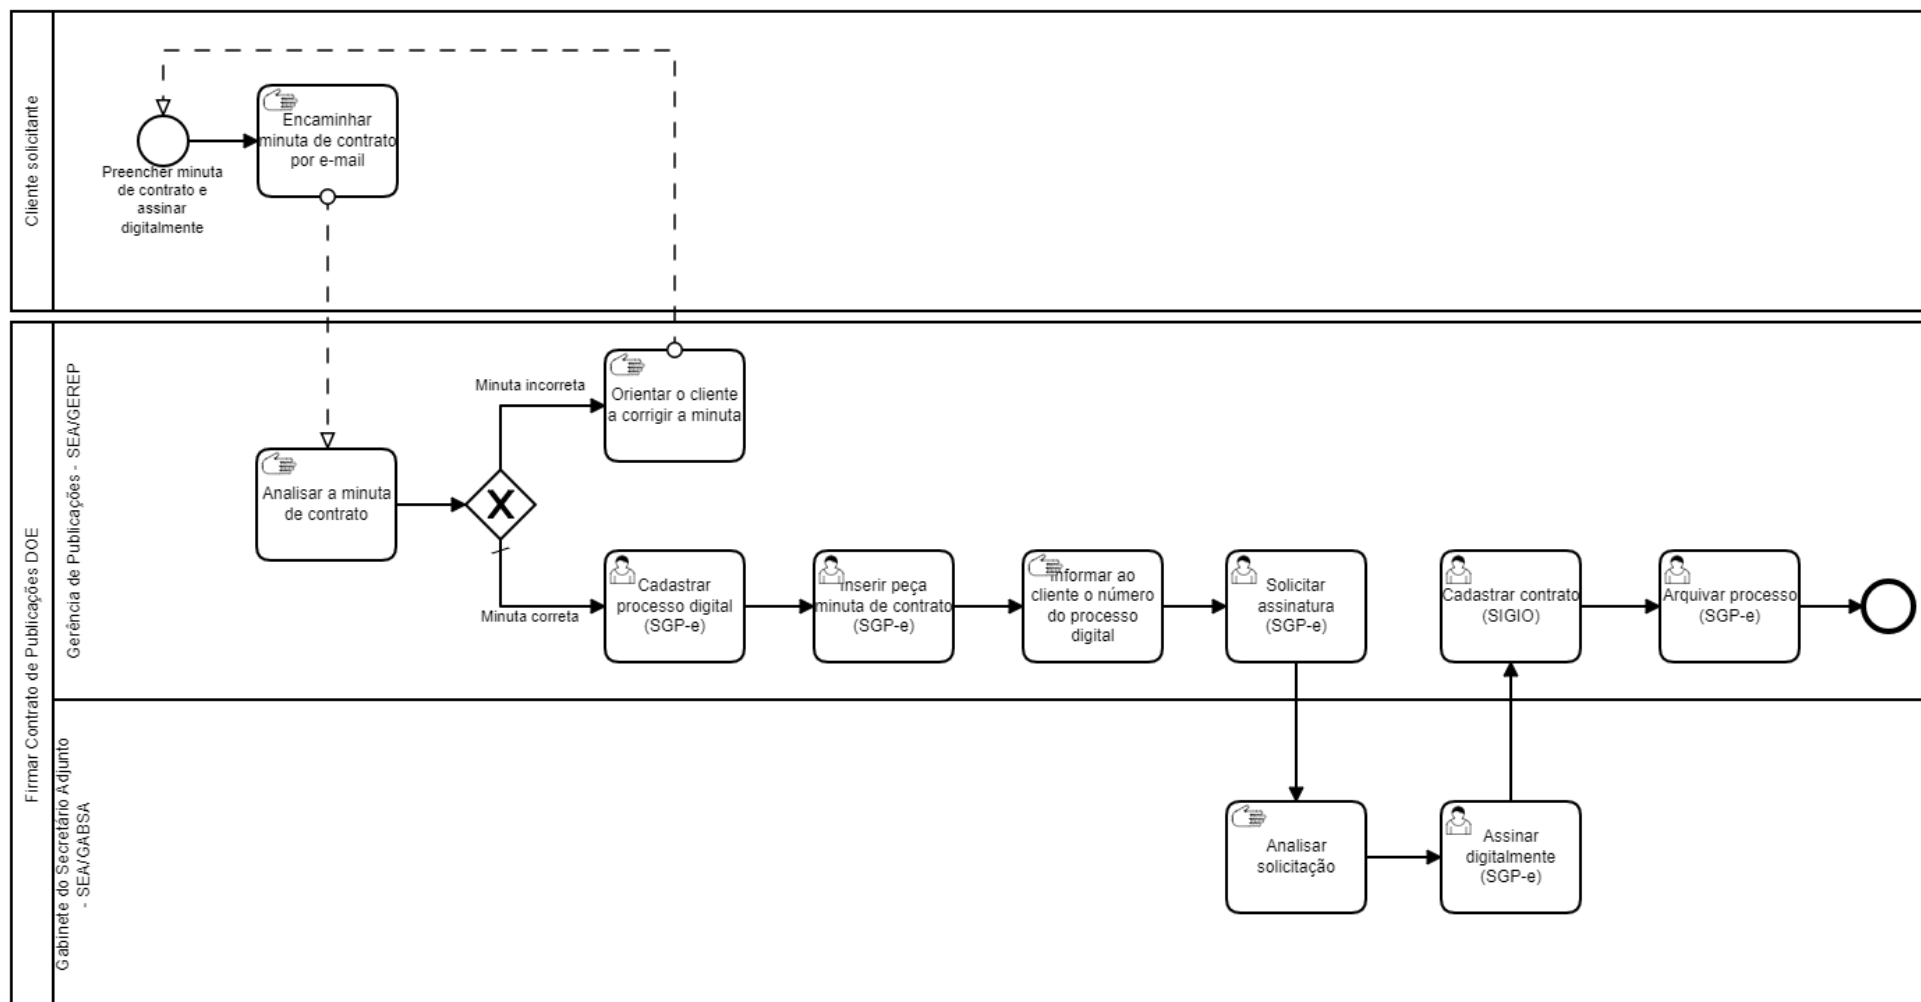 Cliente solicitante
Preencher minuta
de contrato e
assinar
digitalmente
Encaminhar
minuta de contrato
por e-mail
Firmar Contrato de Publicações DOE
Gerência de Publicações - SEA/GEREP
Analisar a minuta
de contrato
Minuta incorreta
Orientar o cliente
a corrigir a minuta
X
Minuta correta
Cadastrar
processo digital
(SGP-e)
Inserir peça
minuta de contrato
(SGP-e)
Informar ao
cliente o número
do processo
digital
Solicitar
assinatura
(SGP-e)
Cadastrar contrato
(SIGIO)
Arquivar processo
(SGP-e)
Gabinete do Secretário Adjunto
- SEA/GABSA
Analisar
solicitação
Assinar
digitalmente
(SGP-e)